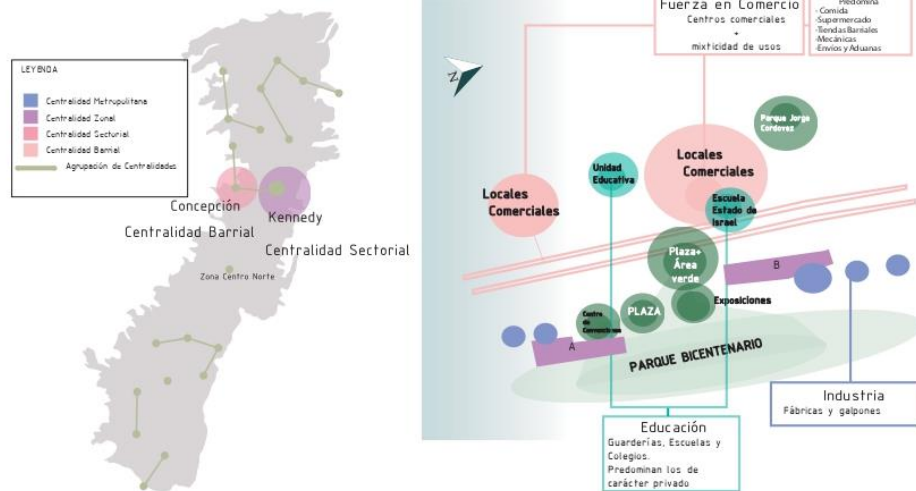 LEYENDA
Centralidad Metrupulitana
Centralidad Zunal
Centralidad Secturial
Centralidad Barrial
Agrupación de Centralidades
Concepción
Centralidad Barrial
Kennedy
Centralidad Sectorial
Zona Centro Norte
Fuerza en Comercio
Centros comerciales
+
mixticidad de usos
Predomina
- Comida
-Supermercado
-Tiendas Barriales
-Mecánicas
-Envíos y Aduanas
N
Parque Jorge
Cordovez
Locales
Comerciales
Unidad
Educativa
Locales
Comerciales
Escuela
Estado de
Israel
Plaza+
Área
verde
B
Exposiciones
PLAZA
Centro
de
Convenciones
A
PARQUE BICENTENARIO
Industria
Fábricas y galpones
Educación
Guarderías, Escuelas y
Colegios.
Predominan los de
carácter privado